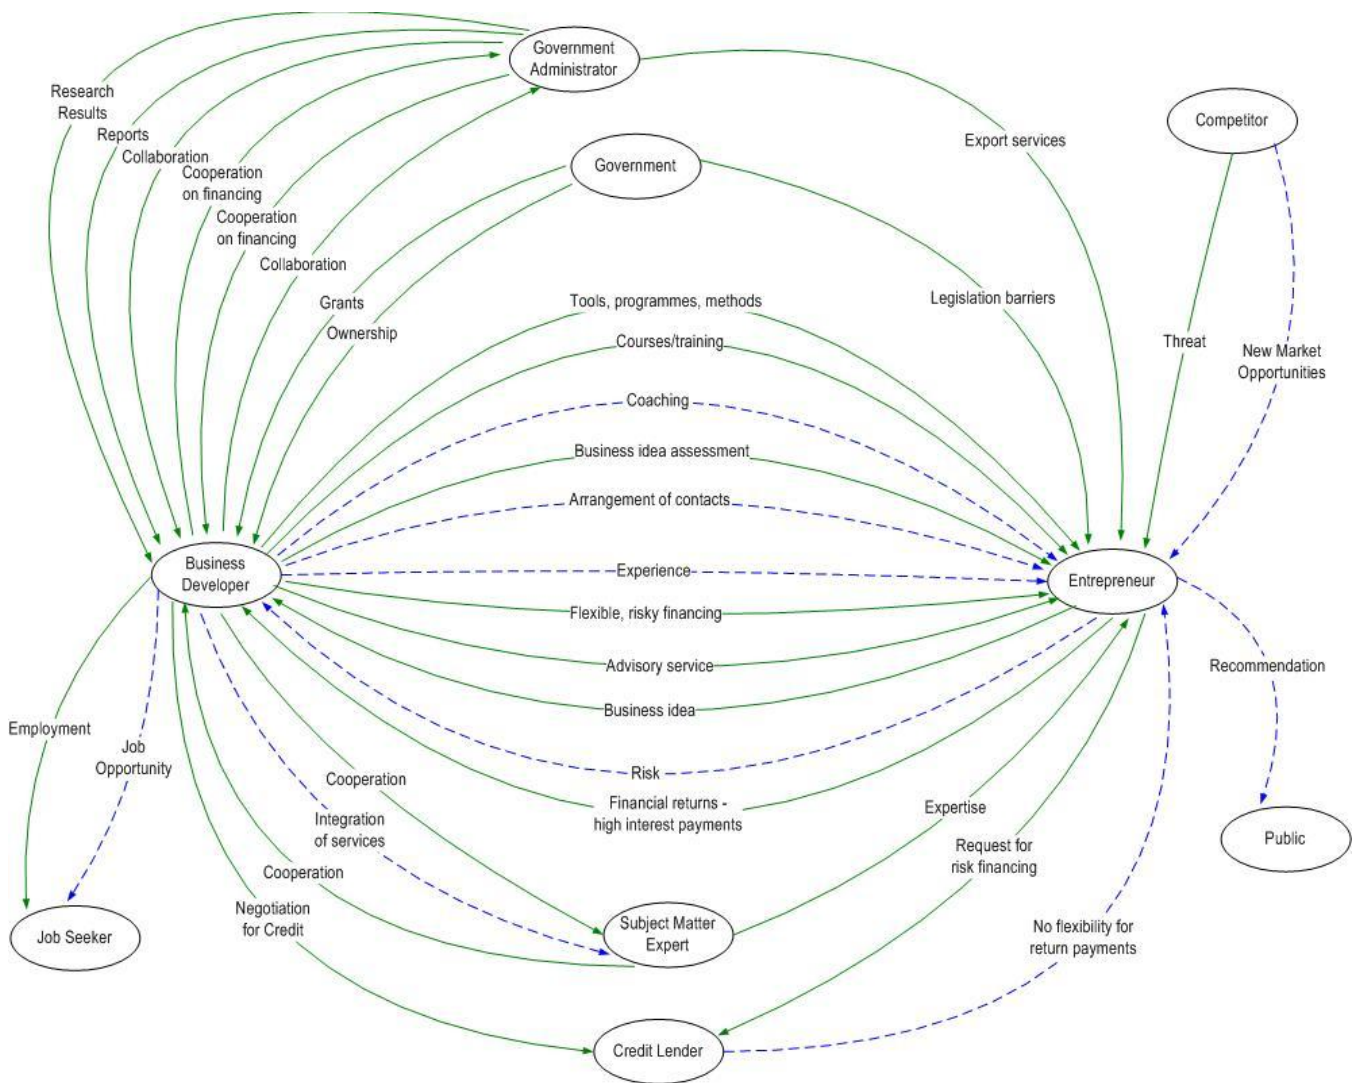 Government
Administrator
Research
Results
Competitor
Reports
Export services
Collaboration
Government
Cooperation
on financing
Cooperation
on financing
Collaboration
Grants
Tools, programmes, methods
Legislation barriers
Ownership
Courses/training
Threat
New Market
Opportunities
Coaching
Business idea assessment
Arrangement of contacts
Business
Developer
Experience
Entrepreneur
Flexible, risky financing
Advisory service
Recommendation
Business idea
Employment
Job
Opportunity
Risk
Cooperation
Financial returns -
high interest payments
Expertise
Integration
of services
Request for
risk financing
Public
Cooperation
Negotiation
for Credit
Subject Matter
Expert
No flexibility for
return payments
Job Seeker
Credit Lender